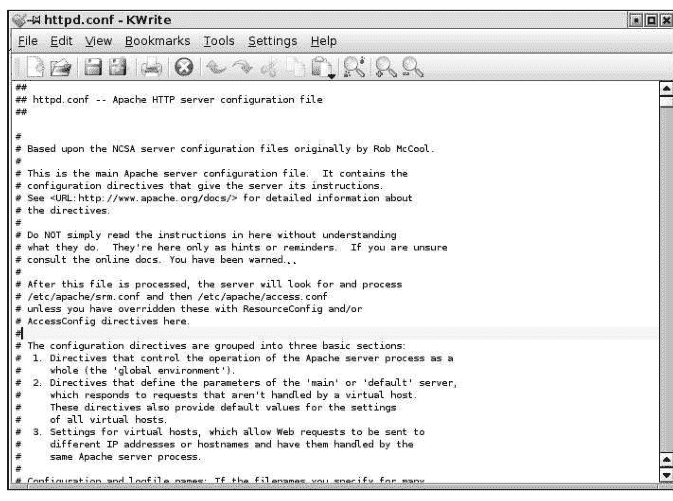 httpd.conf - KWrite
File Edit View Bookmarks Tools Settings Help
##
## httpd.conf -- Apache HTTP server configuration file
##
#
# Based upon the NCSA server configuration files originally by Rob McCool.
#
# This is the main Apache server configuration file.  It contains the
# configuration directives that give the server its instructions.
# See <URL:http://www.apache.org/docs/> for detailed information about
# the directives.
#
# Do NOT simply read the instructions in here without understanding
# what they do.  They're here only as hints or reminders.  If you are unsure
# consult the online docs. You have been warned...
#
# After this file is processed, the server will look for and process
# /etc/apache/srm.conf and then /etc/apache/access.conf
# unless you have overridden these with ResourceConfig and/or
# AccessConfig directives here.
#
# The configuration directives are grouped into three basic sections:
#  1. Directives that control the operation of the Apache server process as a
#     whole (the 'global environment').
#  2. Directives that define the parameters of the 'main' or 'default' server,
#     which responds to requests that aren't handled by a virtual host.
#     These directives also provide default values for the settings
#     of all virtual hosts.
#  3. Settings for virtual hosts, which allow Web requests to be sent to
#     different IP addresses or hostnames and have them handled by the
#     same Apache server process.
#
# Configuration and logfile names: If the filenames you specify for many